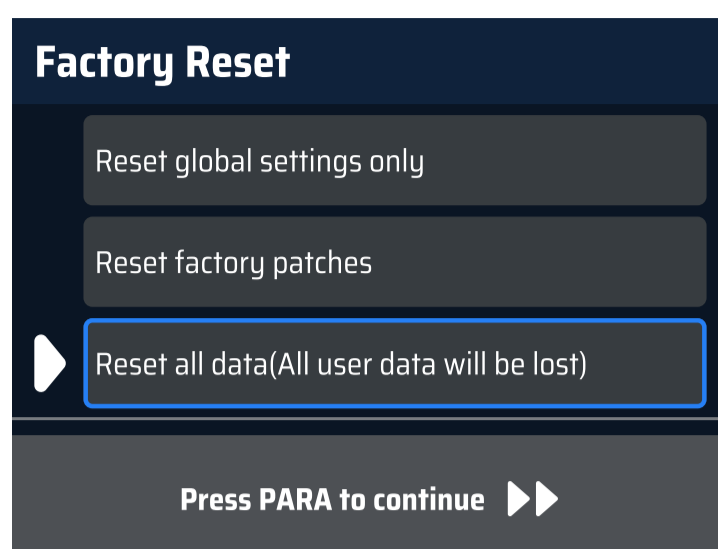 Factory Reset
Reset global settings only
Reset factory patches
Reset all data(All user data will be lost)
Press PARA to continue